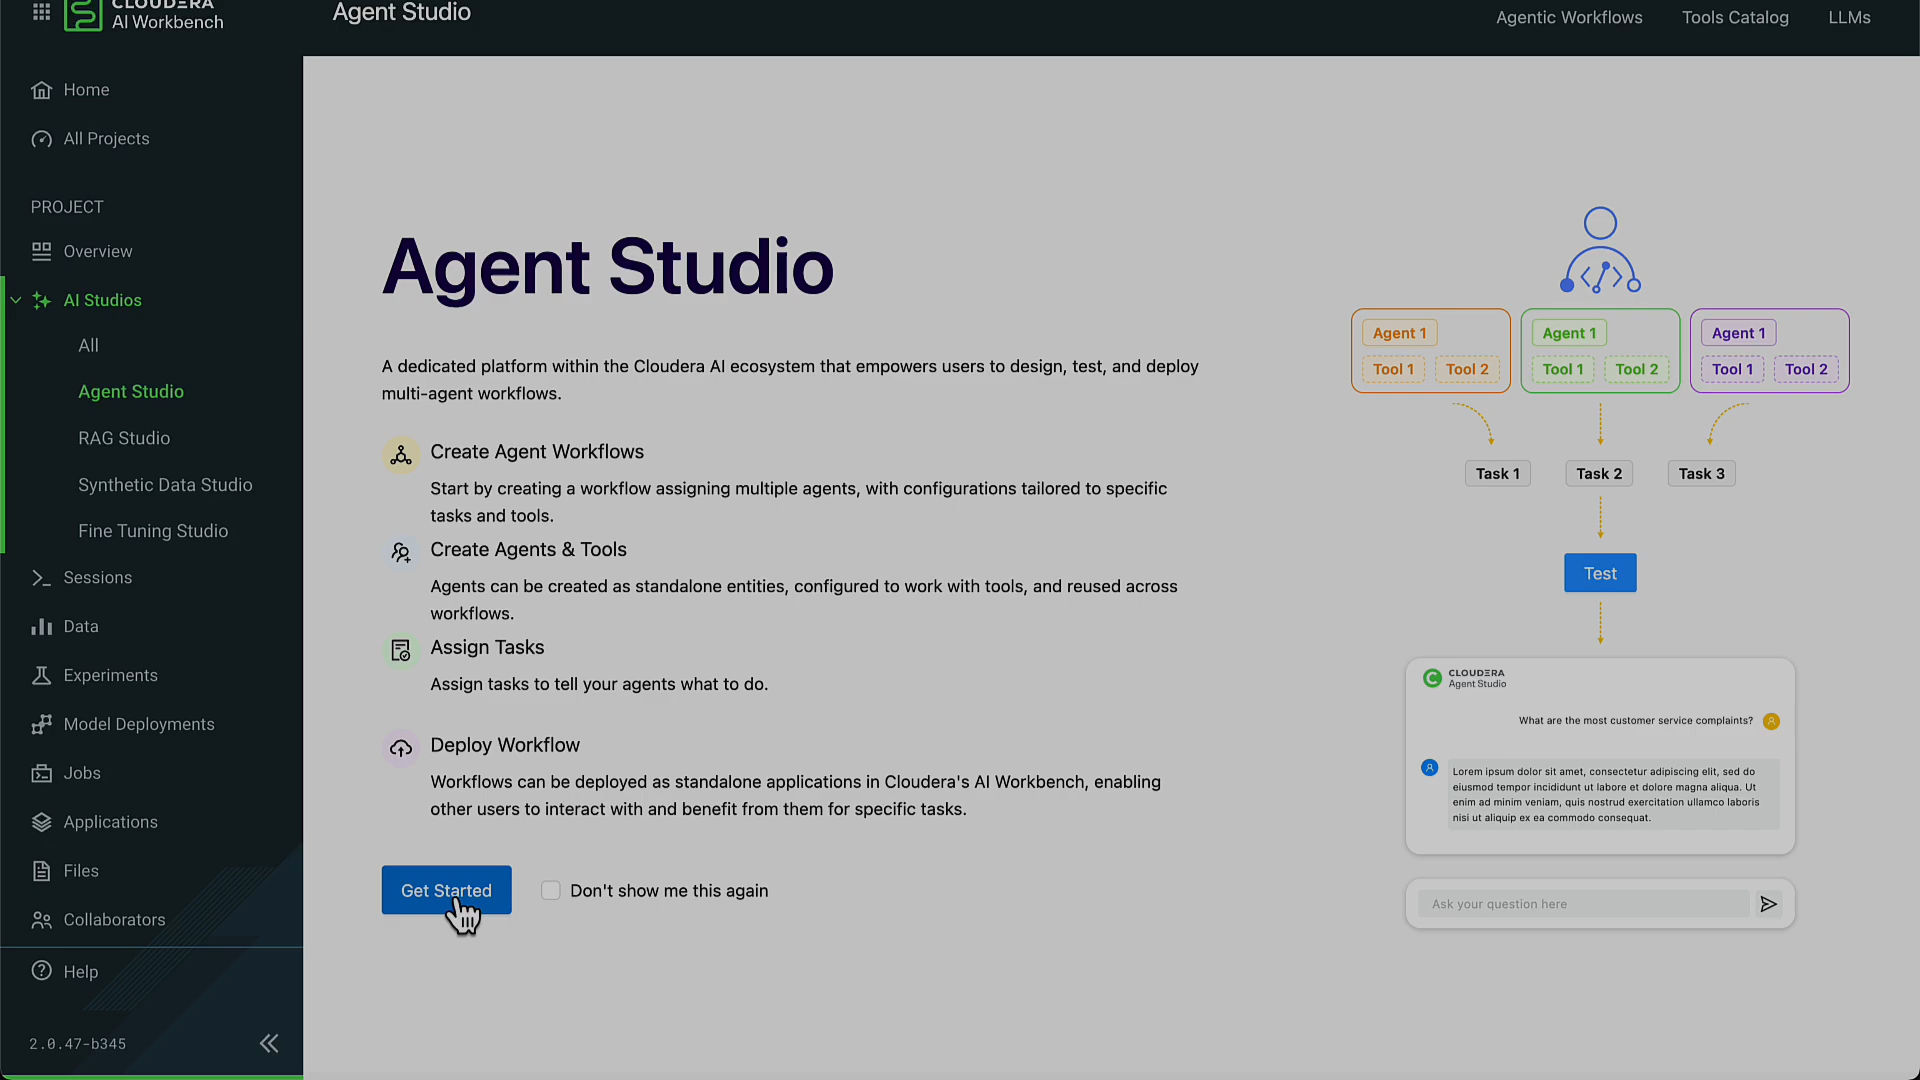 CLOUDERA
AI Workbench
Agent Studio
Agentic Workflows
Tools Catalog
LLMs
Home
All Projects
PROJECT
Overview
AI Studios
All
Agent Studio
RAG Studio
Synthetic Data Studio
Fine Tuning Studio
Sessions
Data
Experiments
Model Deployments
Jobs
Applications
Files
Collaborators
Help
2.0.47-b345
Agent Studio
A dedicated platform within the Cloudera AI ecosystem that empowers users to design, test, and deploy
multi-agent workflows.
Create Agent Workflows
Start by creating a workflow assigning multiple agents, with configurations tailored to specific
tasks and tools.
Create Agents & Tools
Agents can be created as standalone entities, configured to work with tools, and reused across
workflows.
Assign Tasks
Assign tasks to tell your agents what to do.
Deploy Workflow
Workflows can be deployed as standalone applications in Cloudera's AI Workbench, enabling
other users to interact with and benefit from them for specific tasks.
Get Started
Don't show me this again
Agent 1
Tool 1
Tool 2
Agent 1
Tool 1
Tool 2
Agent 1
Tool 1
Tool 2
Task 1
Task 2
Task 3
Test
CLOUDERA
Agent Studio
What are the most customer service complaints?
Lorem ipsum dolor sit amet, consectetur adipiscing elit, sed do
eiusmod tempor incididunt ut labore et dolore magna aliqua. Ut
enim ad minim veniam, quis nostrud exercitation ullamco laboris
nisi ut aliquip ex ea commodo consequat.
Ask your question here